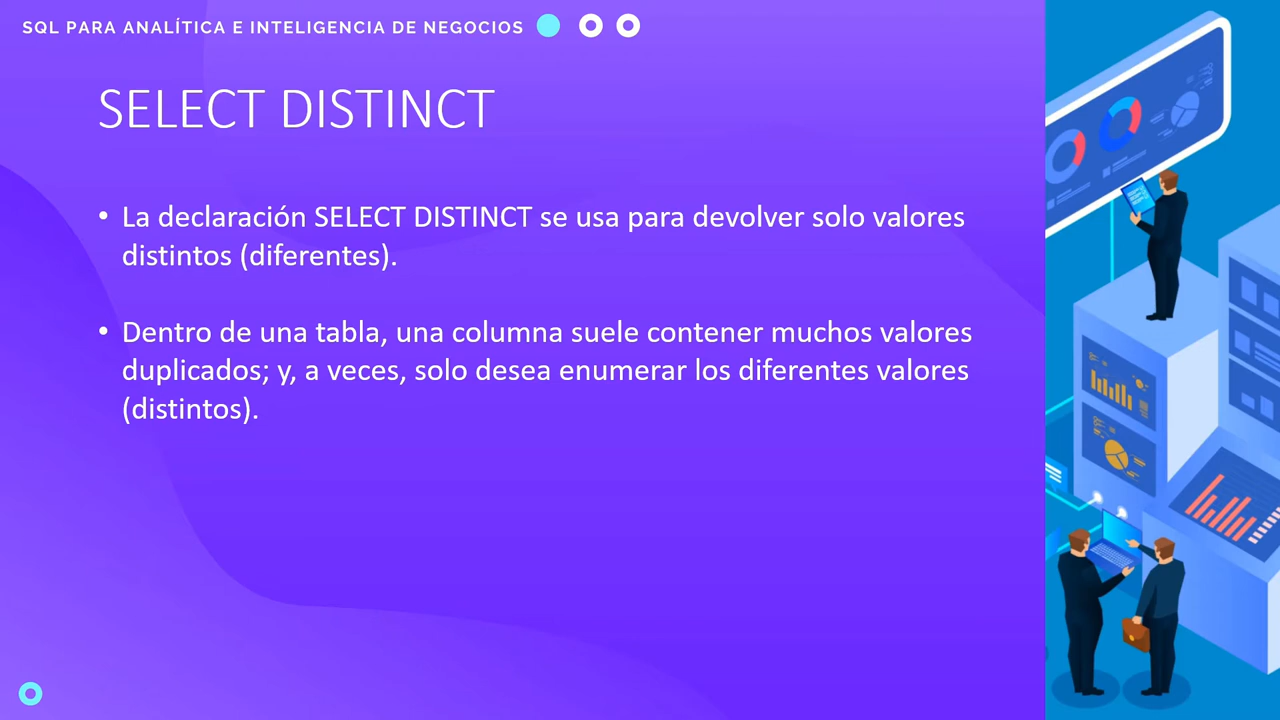 SQL PARA ANALÍTICA E INTELIGENCIA DE NEGOCIOS
SELECT DISTINCT
• La declaración SELECT DISTINCT se usa para devolver solo valores
distintos (diferentes).
• Dentro de una tabla, una columna suele contener muchos valores
duplicados; y, a veces, solo desea enumerar los diferentes valores
(distintos).